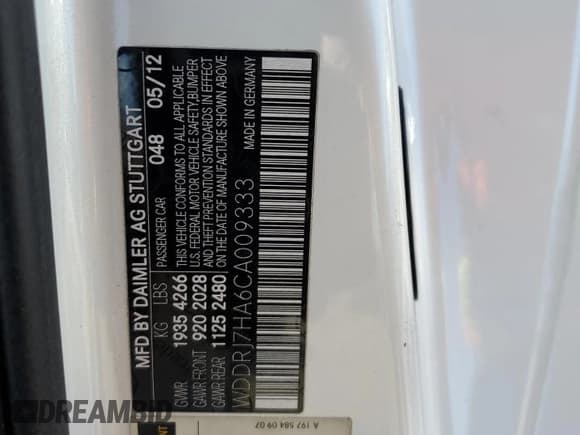 MFD BY DAIMLER AG STUTTGART
PASSENGER CAR 048 05/12
KG LBS
GVWR 1935 4266
GAWR FRONT 920 2028
GAWR REAR 1125 2480
THIS VEHICLE CONFORMS TO ALL APPLICABLE
U.S. FEDERAL MOTOR VEHICLE SAFETY,BUMPER
AND THEFT PREVENTION STANDARDS IN EFFECT
ON THE DATE OF MANUFACTURE SHOWN ABOVE
WDDRJ7HA6CA009333
MADE IN GERMANY
A 197 584 09 07
DREAMBID